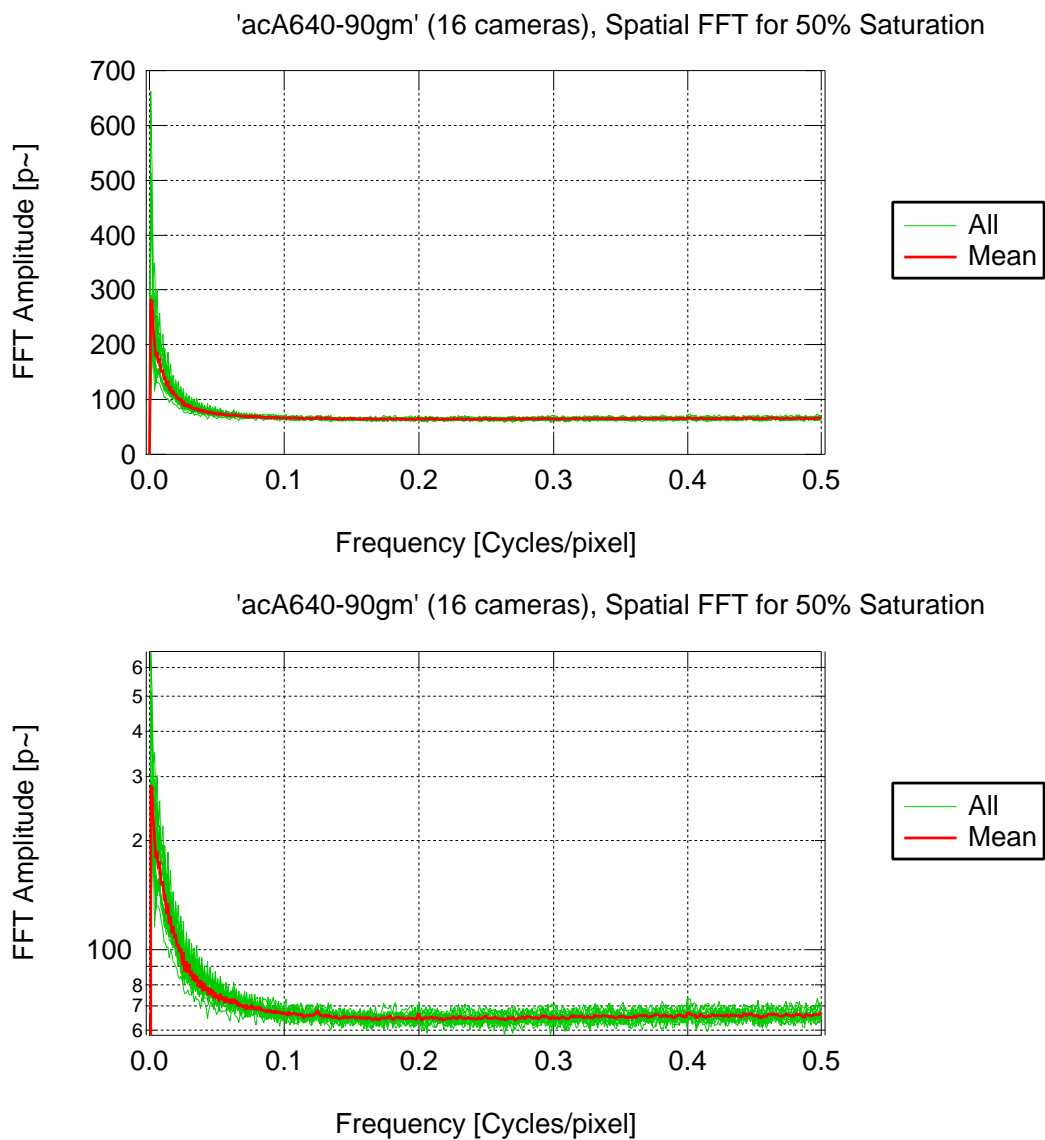 'acA640-90gm' (16 cameras), Spatial FFT for 50% Saturation
700
600
500
400
300
200
100
0
0.0 0.1 0.2 0.3 0.4 0.5
FFT Amplitude [p~]
Frequency [Cycles/pixel]
All
Mean
'acA640-90gm' (16 cameras), Spatial FFT for 50% Saturation
6
5
4
3
2
100
8
7
6
0.0 0.1 0.2 0.3 0.4 0.5
FFT Amplitude [p~]
Frequency [Cycles/pixel]
All
Mean